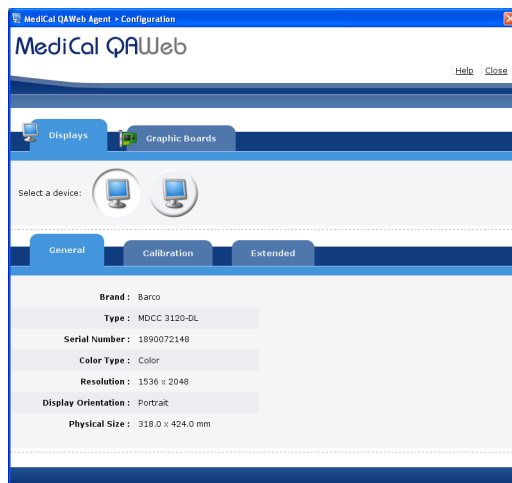 MediCal QAWeb Agent > Configuration
MediCal QAWeb
Help Close
Displays Graphic Boards
Select a device:
General Calibration Extended
Brand : Barco
Type : MDCC 3120-DL
Serial Number : 1890072148
Color Type : Color
Resolution : 1536 x 2048
Display Orientation : Portrait
Physical Size : 318.0 x 424.0 mm